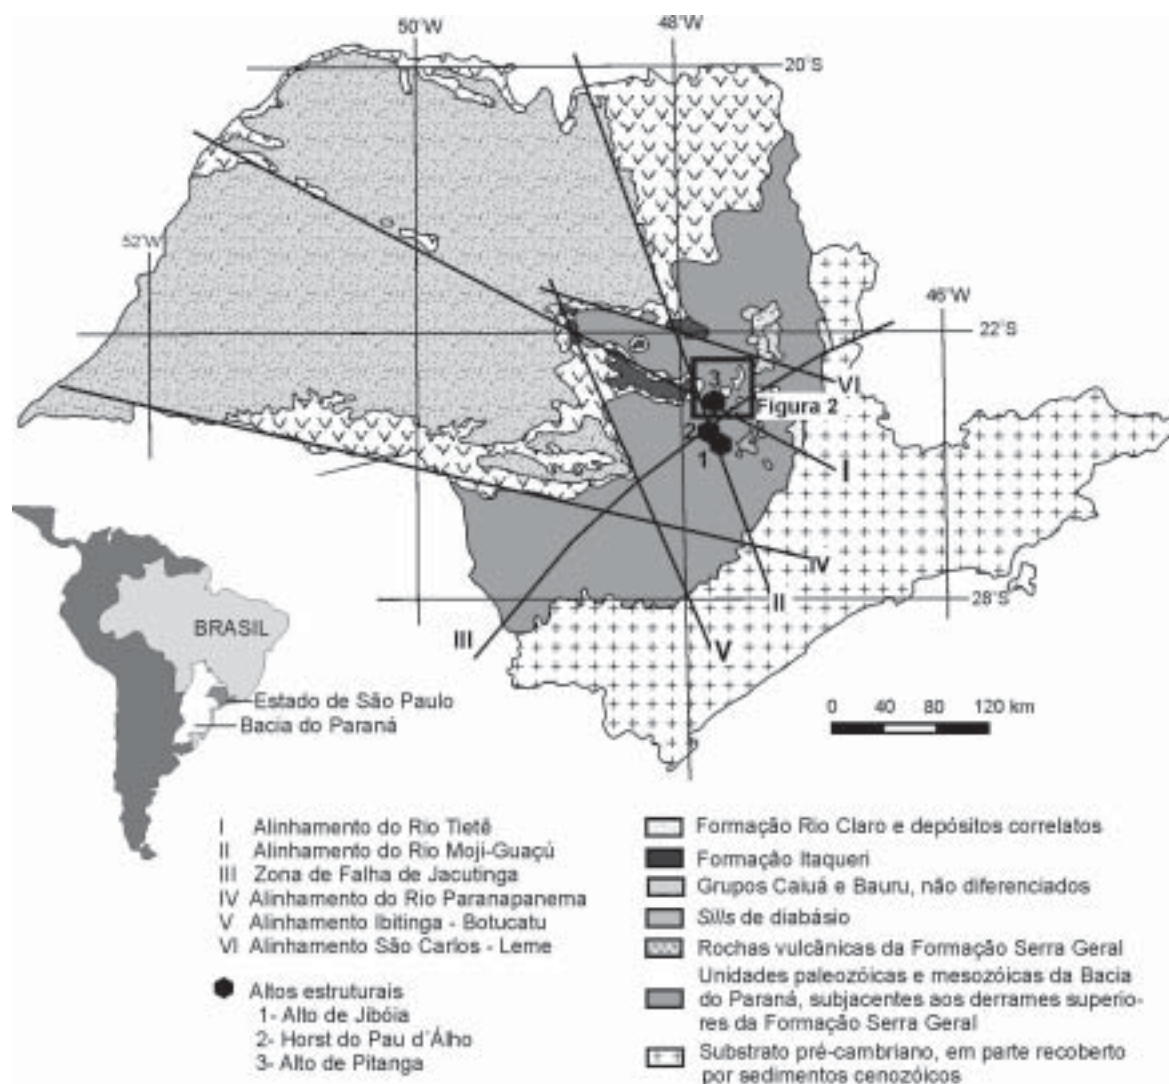 50°W
48°W
20°S
52°W
46°W
22°S
3
VI
Figura 2
2
1
I
IV
II
28°S
III
V
BRASIL
Estado de São Paulo
Bacia do Paraná
0 40 80 120 km
I Alinhamento do Rio Tietê
II Alinhamento do Rio Moji-Guaçú
III Zona de Falha de Jacutinga
IV Alinhamento do Rio Paranapanema
V Alinhamento Ibitinga - Botucatu
VI Alinhamento São Carlos - Leme
Altos estruturais
1- Alto de Jibóia
2- Horst do Pau d´Álho
3- Alto de Pitanga
Formação Rio Claro e depósitos correlatos
Formação Itaqueri
Grupos Caiuá e Bauru, não diferenciados
Sills de diabásio
Rochas vulcânicas da Formação Serra Geral
Unidades paleozóicas e mesozóicas da Bacia
do Paraná, subjacentes aos derrames superio-
res da Formação Serra Geral
Substrato pré-cambriano, em parte recoberto
por sedimentos cenozóicos